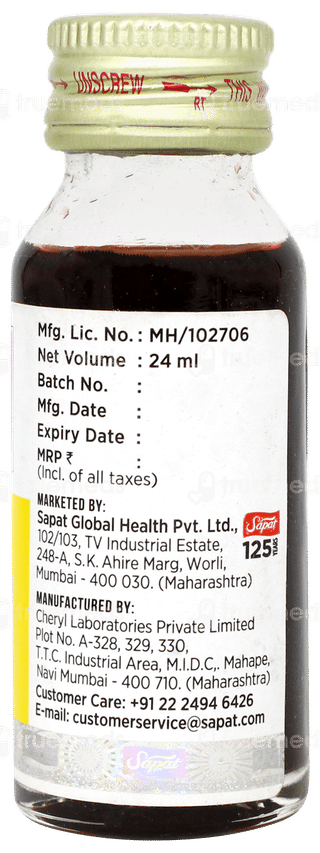 UNSCREW
RT
THIS
Mfg. Lic. No. : MH/102706
Net Volume : 24 ml
Batch No. :
Mfg. Date :
Expiry Date :
MRP ₹ :
(Incl. of all taxes)
MARKETED BY:
Sapat Global Health Pvt. Ltd.,
102/103, TV Industrial Estate,
248-A, S.K. Ahire Marg, Worli,
Mumbai - 400 030. (Maharashtra)
Sapat
125 YEARS
MANUFACTURED BY:
Cheryl Laboratories Private Limited
Plot No. A-328, 329, 330,
T.T.C. Industrial Area, M.I.D.C,. Mahape,
Navi Mumbai - 400 710. (Maharashtra)
Customer Care: +91 22 2494 6426
E-mail: customerservice@sapat.com
Sapat